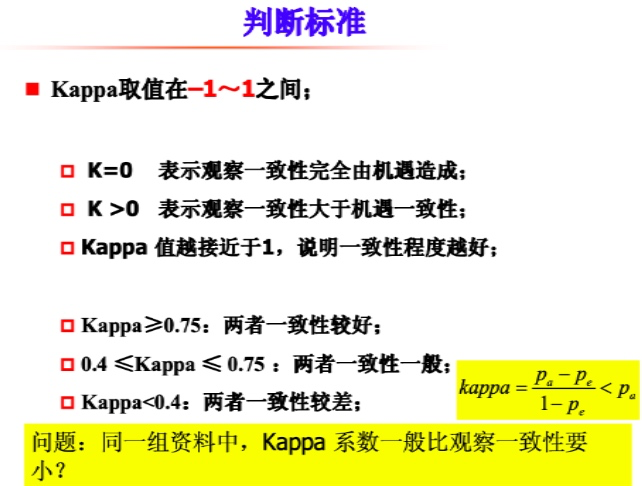 判断标准
Kappa取值在–1～1之间；
K=0 表示观察一致性完全由机遇造成；
K >0 表示观察一致性大于机遇一致性；
Kappa 值越接近于1，说明一致性程度越好；
Kappa≥0.75：两者一致性较好；
0.4 ≤Kappa ≤ 0.75 ：两者一致性一般；
Kappa<0.4：两者一致性较差；
kappa = (p_a − p_e) / (1 − p_e) < p_a
问题：同一组资料中，Kappa 系数一般比观察一致性要
小？